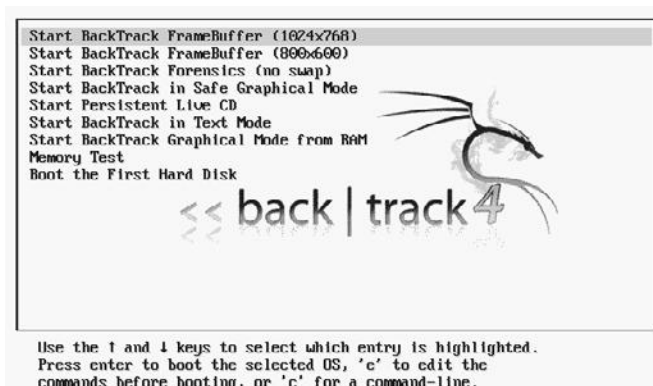 Start BackTrack FrameBuffer (1024x768)
Start BackTrack FrameBuffer (800x600)
Start BackTrack Forensics (no swap)
Start BackTrack in Safe Graphical Mode
Start Persistent Live CD
Start BackTrack in Text Mode
Start BackTrack Graphical Mode from RAM
Memory Test
Boot the First Hard Disk
<< back | track 4
Use the ↑ and ↓ keys to select which entry is highlighted.
Press enter to boot the selected OS, 'e' to edit the
commands before booting, or 'c' for a command-line.